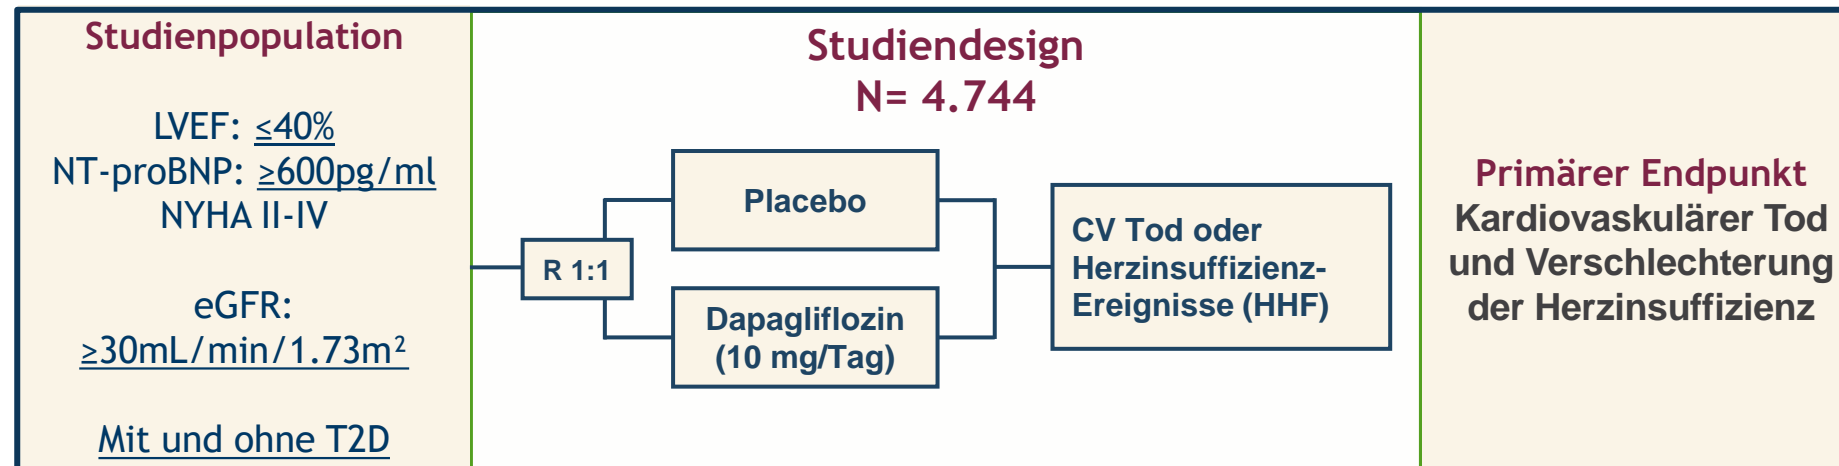 Studienpopulation
LVEF: ≤40%
NT-proBNP: ≥600pg/ml
NYHA II-IV
eGFR:
≥30mL/min/1.73m²
Mit und ohne T2D
Studiendesign
N= 4.744
R 1:1
Placebo
Dapagliflozin
(10 mg/Tag)
CV Tod oder
Herzinsuffizienz-
Ereignisse (HHF)
Primärer Endpunkt
Kardiovaskulärer Tod
und Verschlechterung
der Herzinsuffizienz